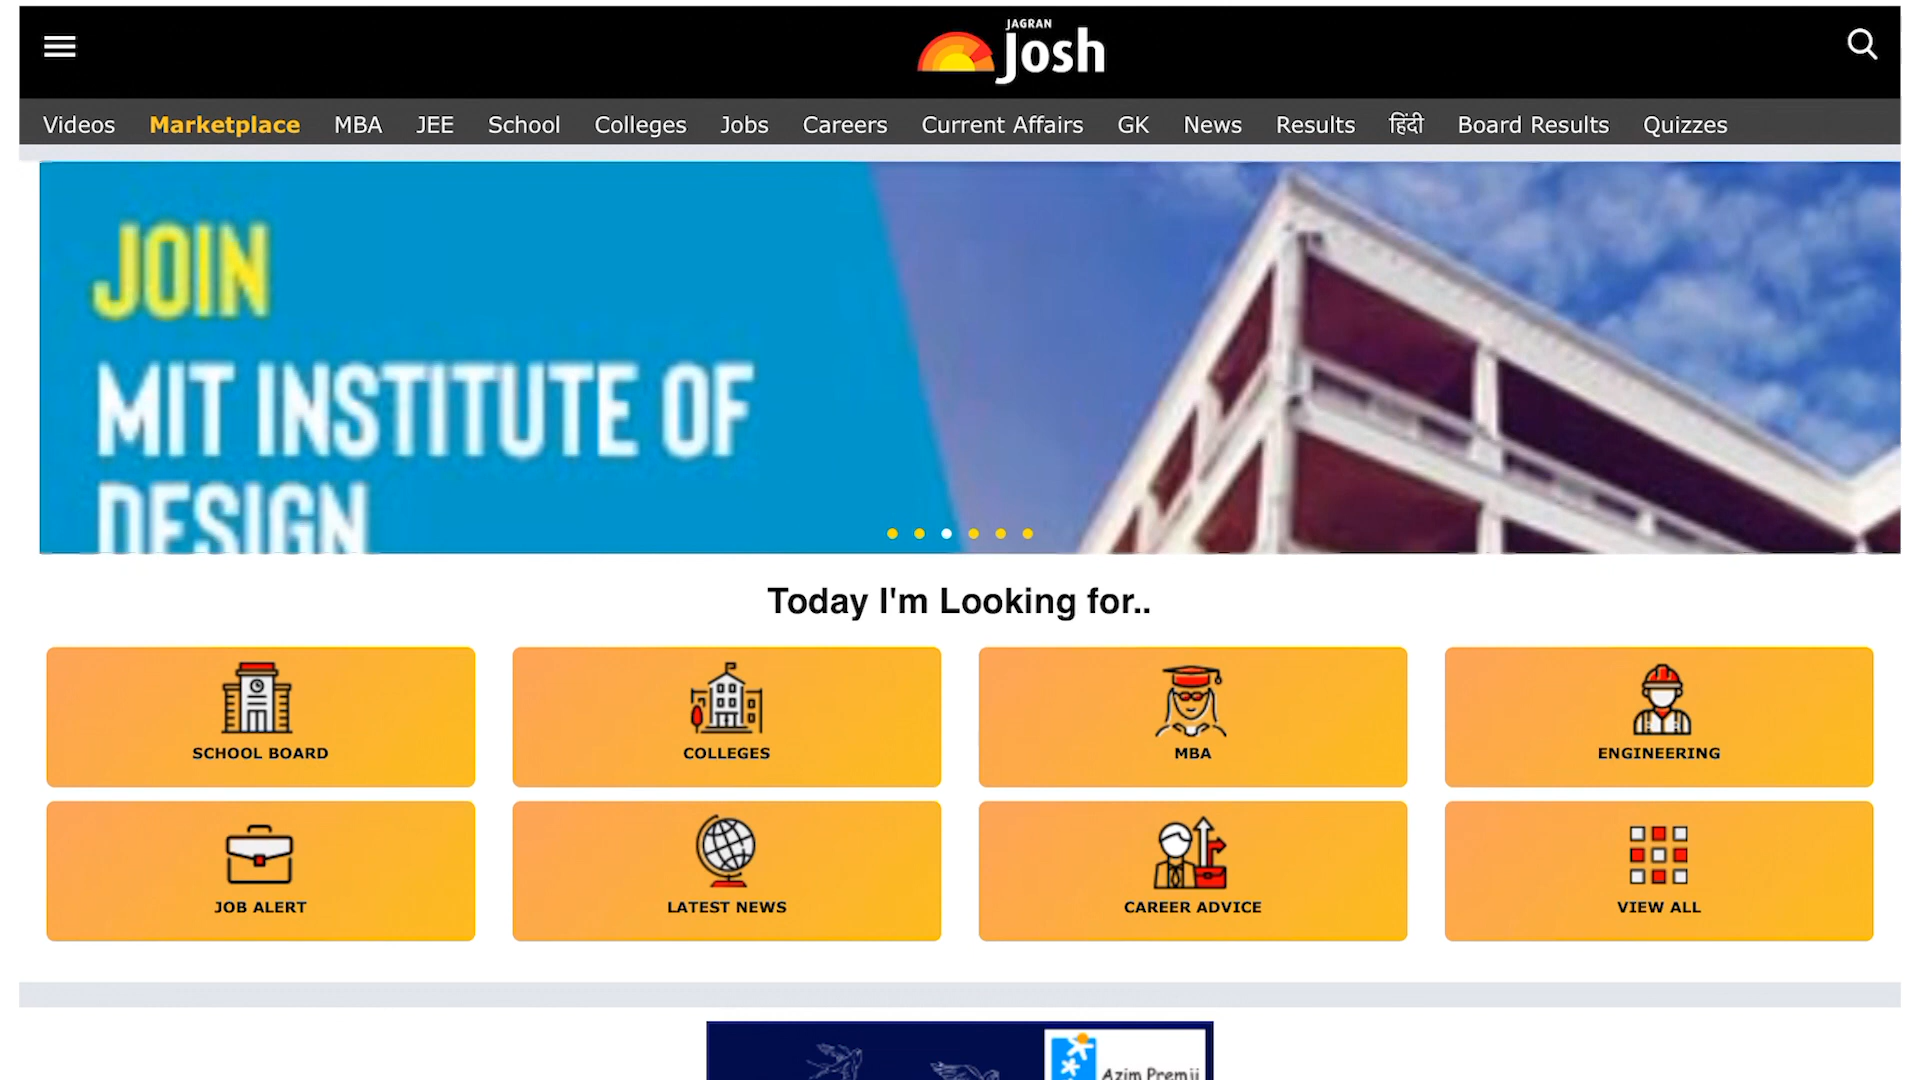 JAGRAN
Josh
Videos Marketplace MBA JEE School Colleges Jobs Careers Current Affairs GK News Results हिंदी Board Results Quizzes
JOIN
MIT INSTITUTE OF
DESIGN
Today I'm Looking for..
SCHOOL BOARD COLLEGES MBA ENGINEERING
JOB ALERT LATEST NEWS CAREER ADVICE VIEW ALL
Azim Premji